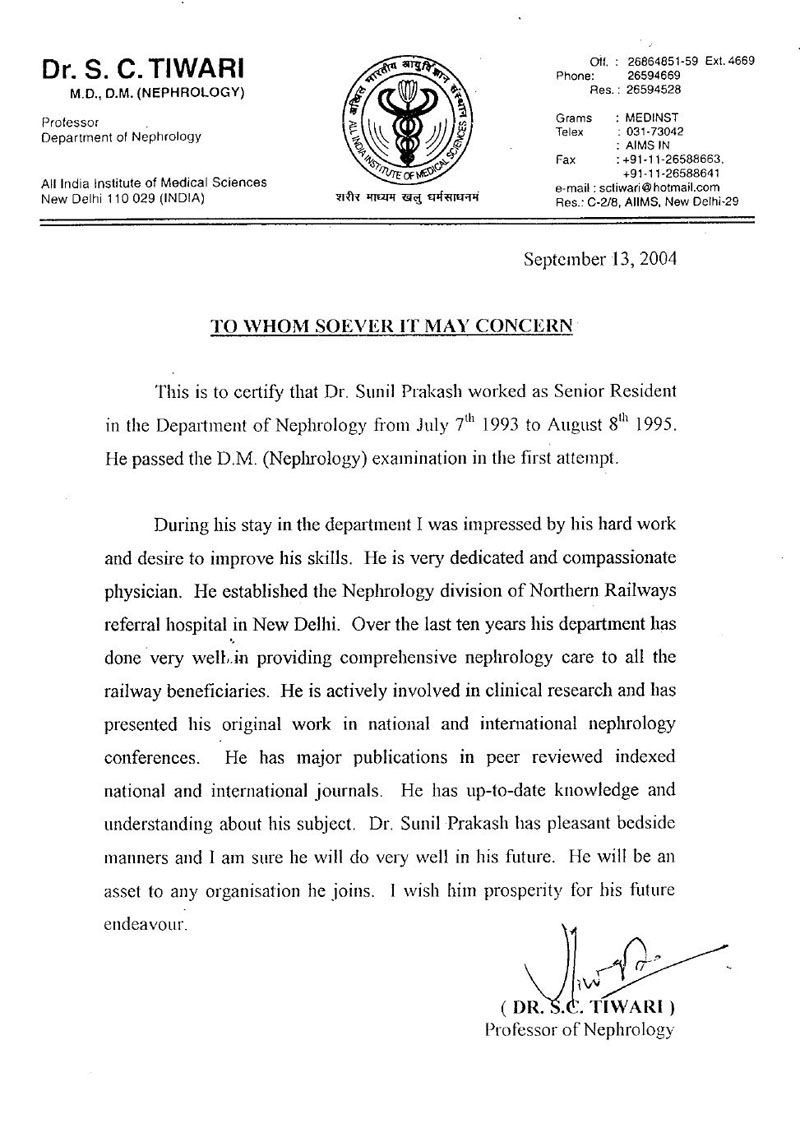 Dr. S. C. TIWARI
M.D., D.M. (NEPHROLOGY)
Professor
Department of Nephrology
All India Institute of Medical Sciences
New Delhi 110 029 (INDIA)
अखिल भारतीय आयुर्विज्ञान संस्थान
ALL INDIA INSTITUTE OF MEDICAL SCIENCES
शरीर माध्यम खलु धर्मसाधनम्
Off. : 26864851-59 Ext. 4669
Phone: 26594669
Res. : 26594528
Grams : MEDINST
Telex : 031-73042
: AIMS IN
Fax : +91-11-26588663,
+91-11-26588641
e-mail : sctiwari@hotmail.com
Res.: C-2/8, AIIMS, New Delhi-29
September 13, 2004
TO WHOM SOEVER IT MAY CONCERN
This is to certify that Dr. Sunil Prakash worked as Senior Resident
in the Department of Nephrology from July 7th 1993 to August 8th 1995.
He passed the D.M. (Nephrology) examination in the first attempt.
During his stay in the department I was impressed by his hard work
and desire to improve his skills. He is very dedicated and compassionate
physician. He established the Nephrology division of Northern Railways
referral hospital in New Delhi. Over the last ten years his department has
done very well in providing comprehensive nephrology care to all the
railway beneficiaries. He is actively involved in clinical research and has
presented his original work in national and international nephrology
conferences. He has major publications in peer reviewed indexed
national and international journals. He has up-to-date knowledge and
understanding about his subject. Dr. Sunil Prakash has pleasant bedside
manners and I am sure he will do very well in his future. He will be an
asset to any organisation he joins. I wish him prosperity for his future
endeavour.
( DR. S.C. TIWARI )
Professor of Nephrology